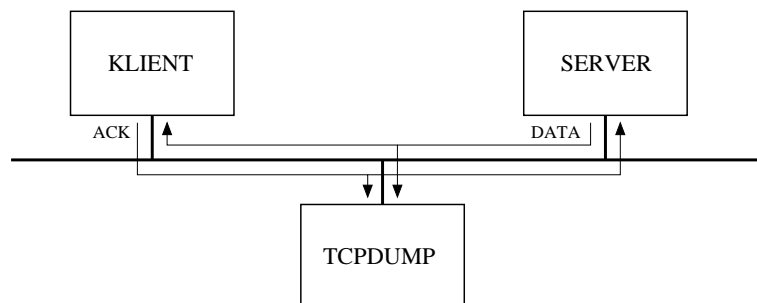 KLIENT
SERVER
ACK
DATA
TCPDUMP